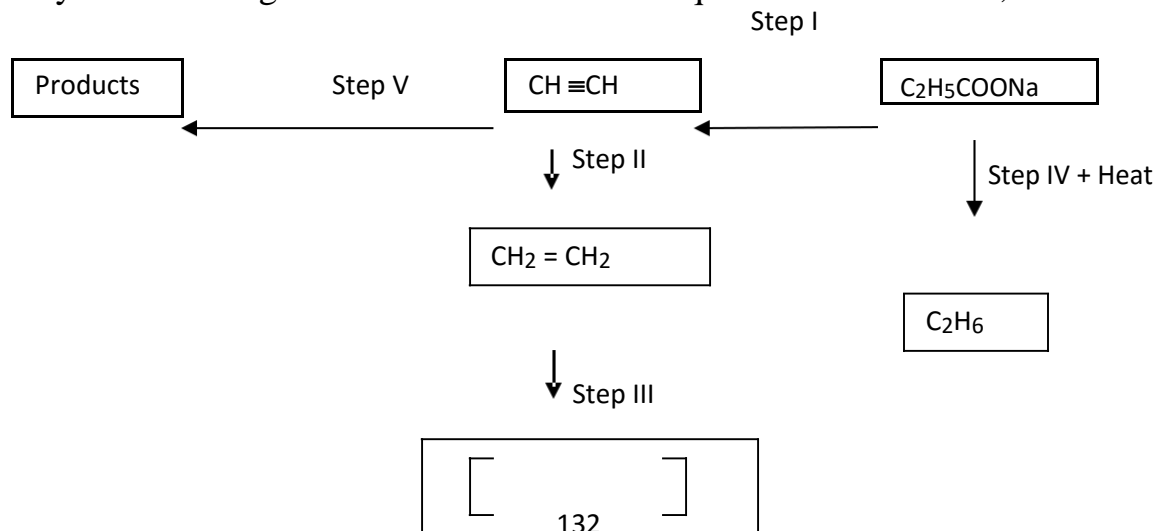 Step I
Products
Step V
CH ≡CH
C2H5COONa
Step II
Step IV + Heat
CH2 = CH2
C2H6
Step III
132